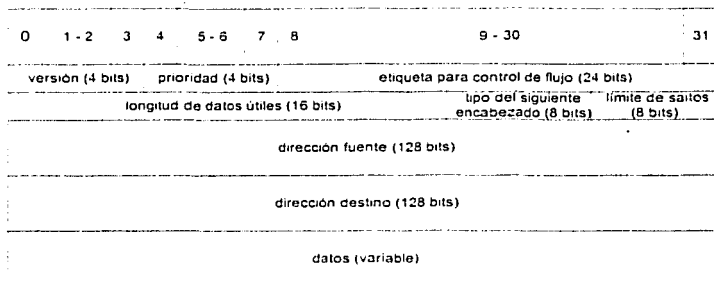 0 1 - 2 3 4 5 - 6 7 8 9 - 30 31
versión (4 bits) prioridad (4 bits) etiqueta para control de flujo (24 bits)
longitud de datos útiles (16 bits) tipo del siguiente encabezado (8 bits) límite de saltos (8 bits)
dirección fuente (128 bits)
dirección destino (128 bits)
datos (variable)